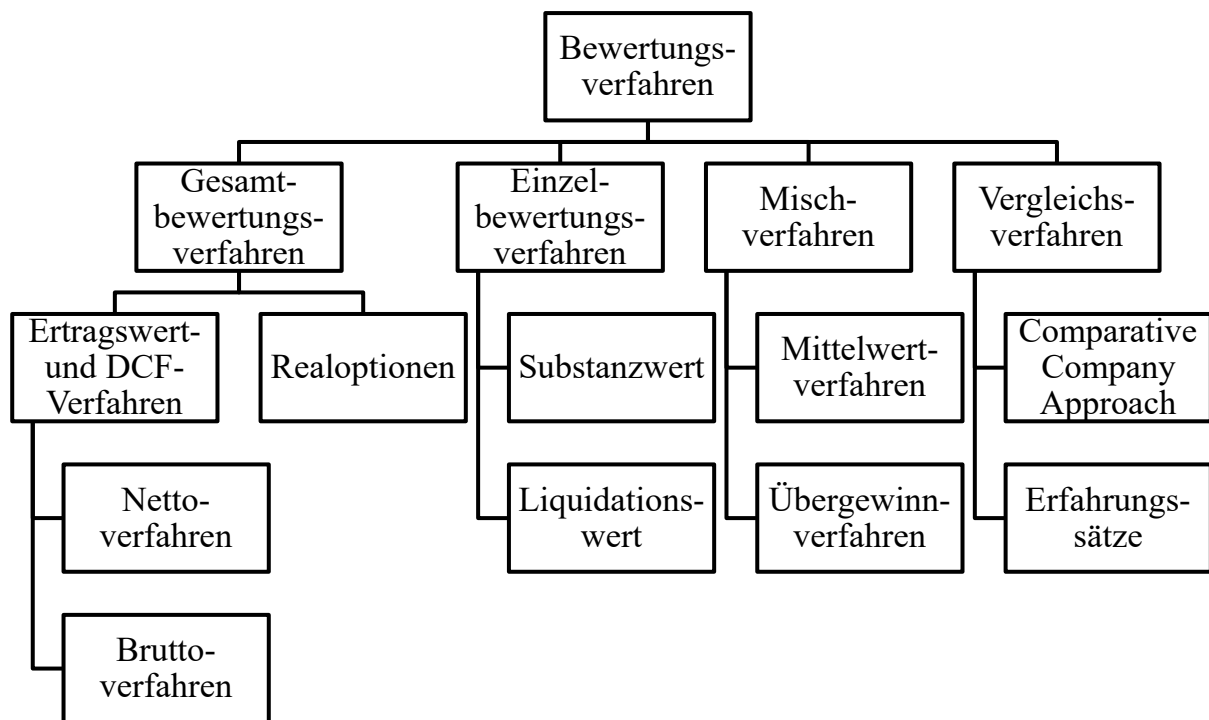 Bewertungs-
verfahren
Gesamt-
bewertungs-
verfahren
Einzel-
bewertungs-
verfahren
Misch-
verfahren
Vergleichs-
verfahren
Ertragswert-
und DCF-
Verfahren
Realoptionen
Substanzwert
Mittelwert-
verfahren
Comparative
Company
Approach
Netto-
verfahren
Liquidations-
wert
Übergewinn-
verfahren
Erfahrungs-
sätze
Brutto-
verfahren